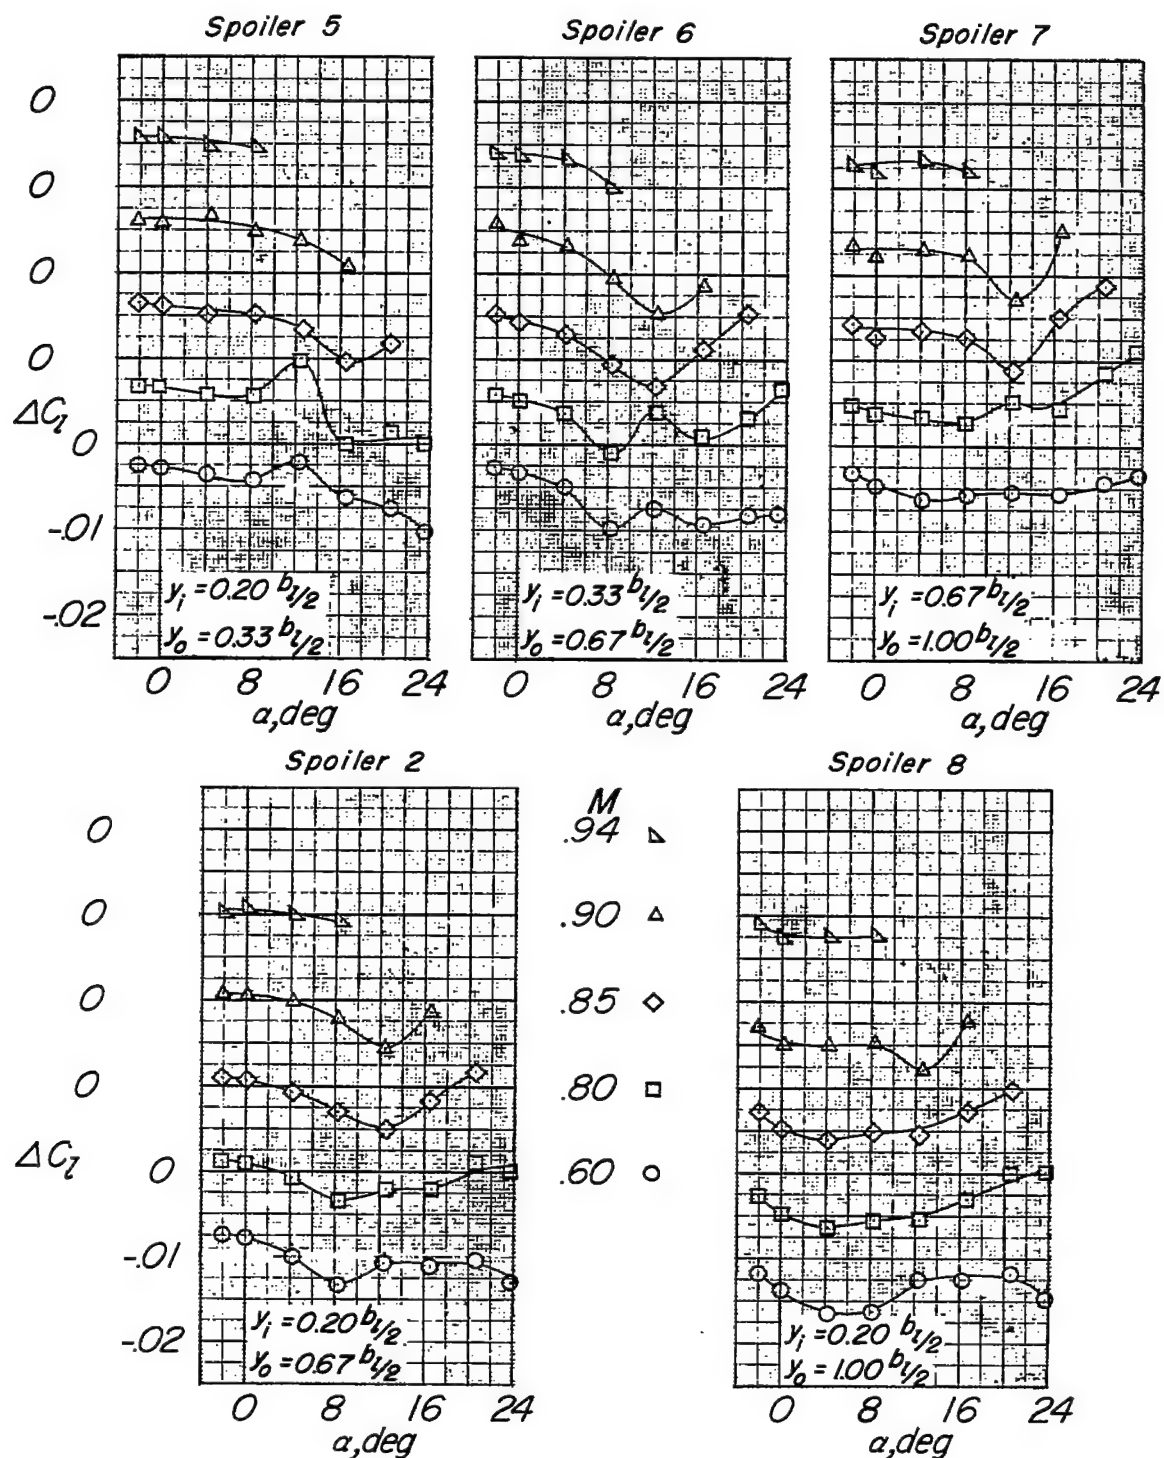 Spoiler 5
Spoiler 6
Spoiler 7
0
0
0
0
ΔC_l
0
-.01
-.02
y_i = 0.20 b_l/2
y_o = 0.33 b_l/2
y_i = 0.33 b_l/2
y_o = 0.67 b_l/2
y_i = 0.67 b_l/2
y_o = 1.00 b_l/2
0 8 16 24
α, deg
0 8 16 24
α, deg
0 8 16 24
α, deg
Spoiler 2
Spoiler 8
M
.94
.90
.85
.80
.60
0
0
0
0
ΔC_l
0
-.01
-.02
y_i = 0.20 b_l/2
y_o = 0.67 b_l/2
y_i = 0.20 b_l/2
y_o = 1.00 b_l/2
0 8 16 24
α, deg
0 8 16 24
α, deg